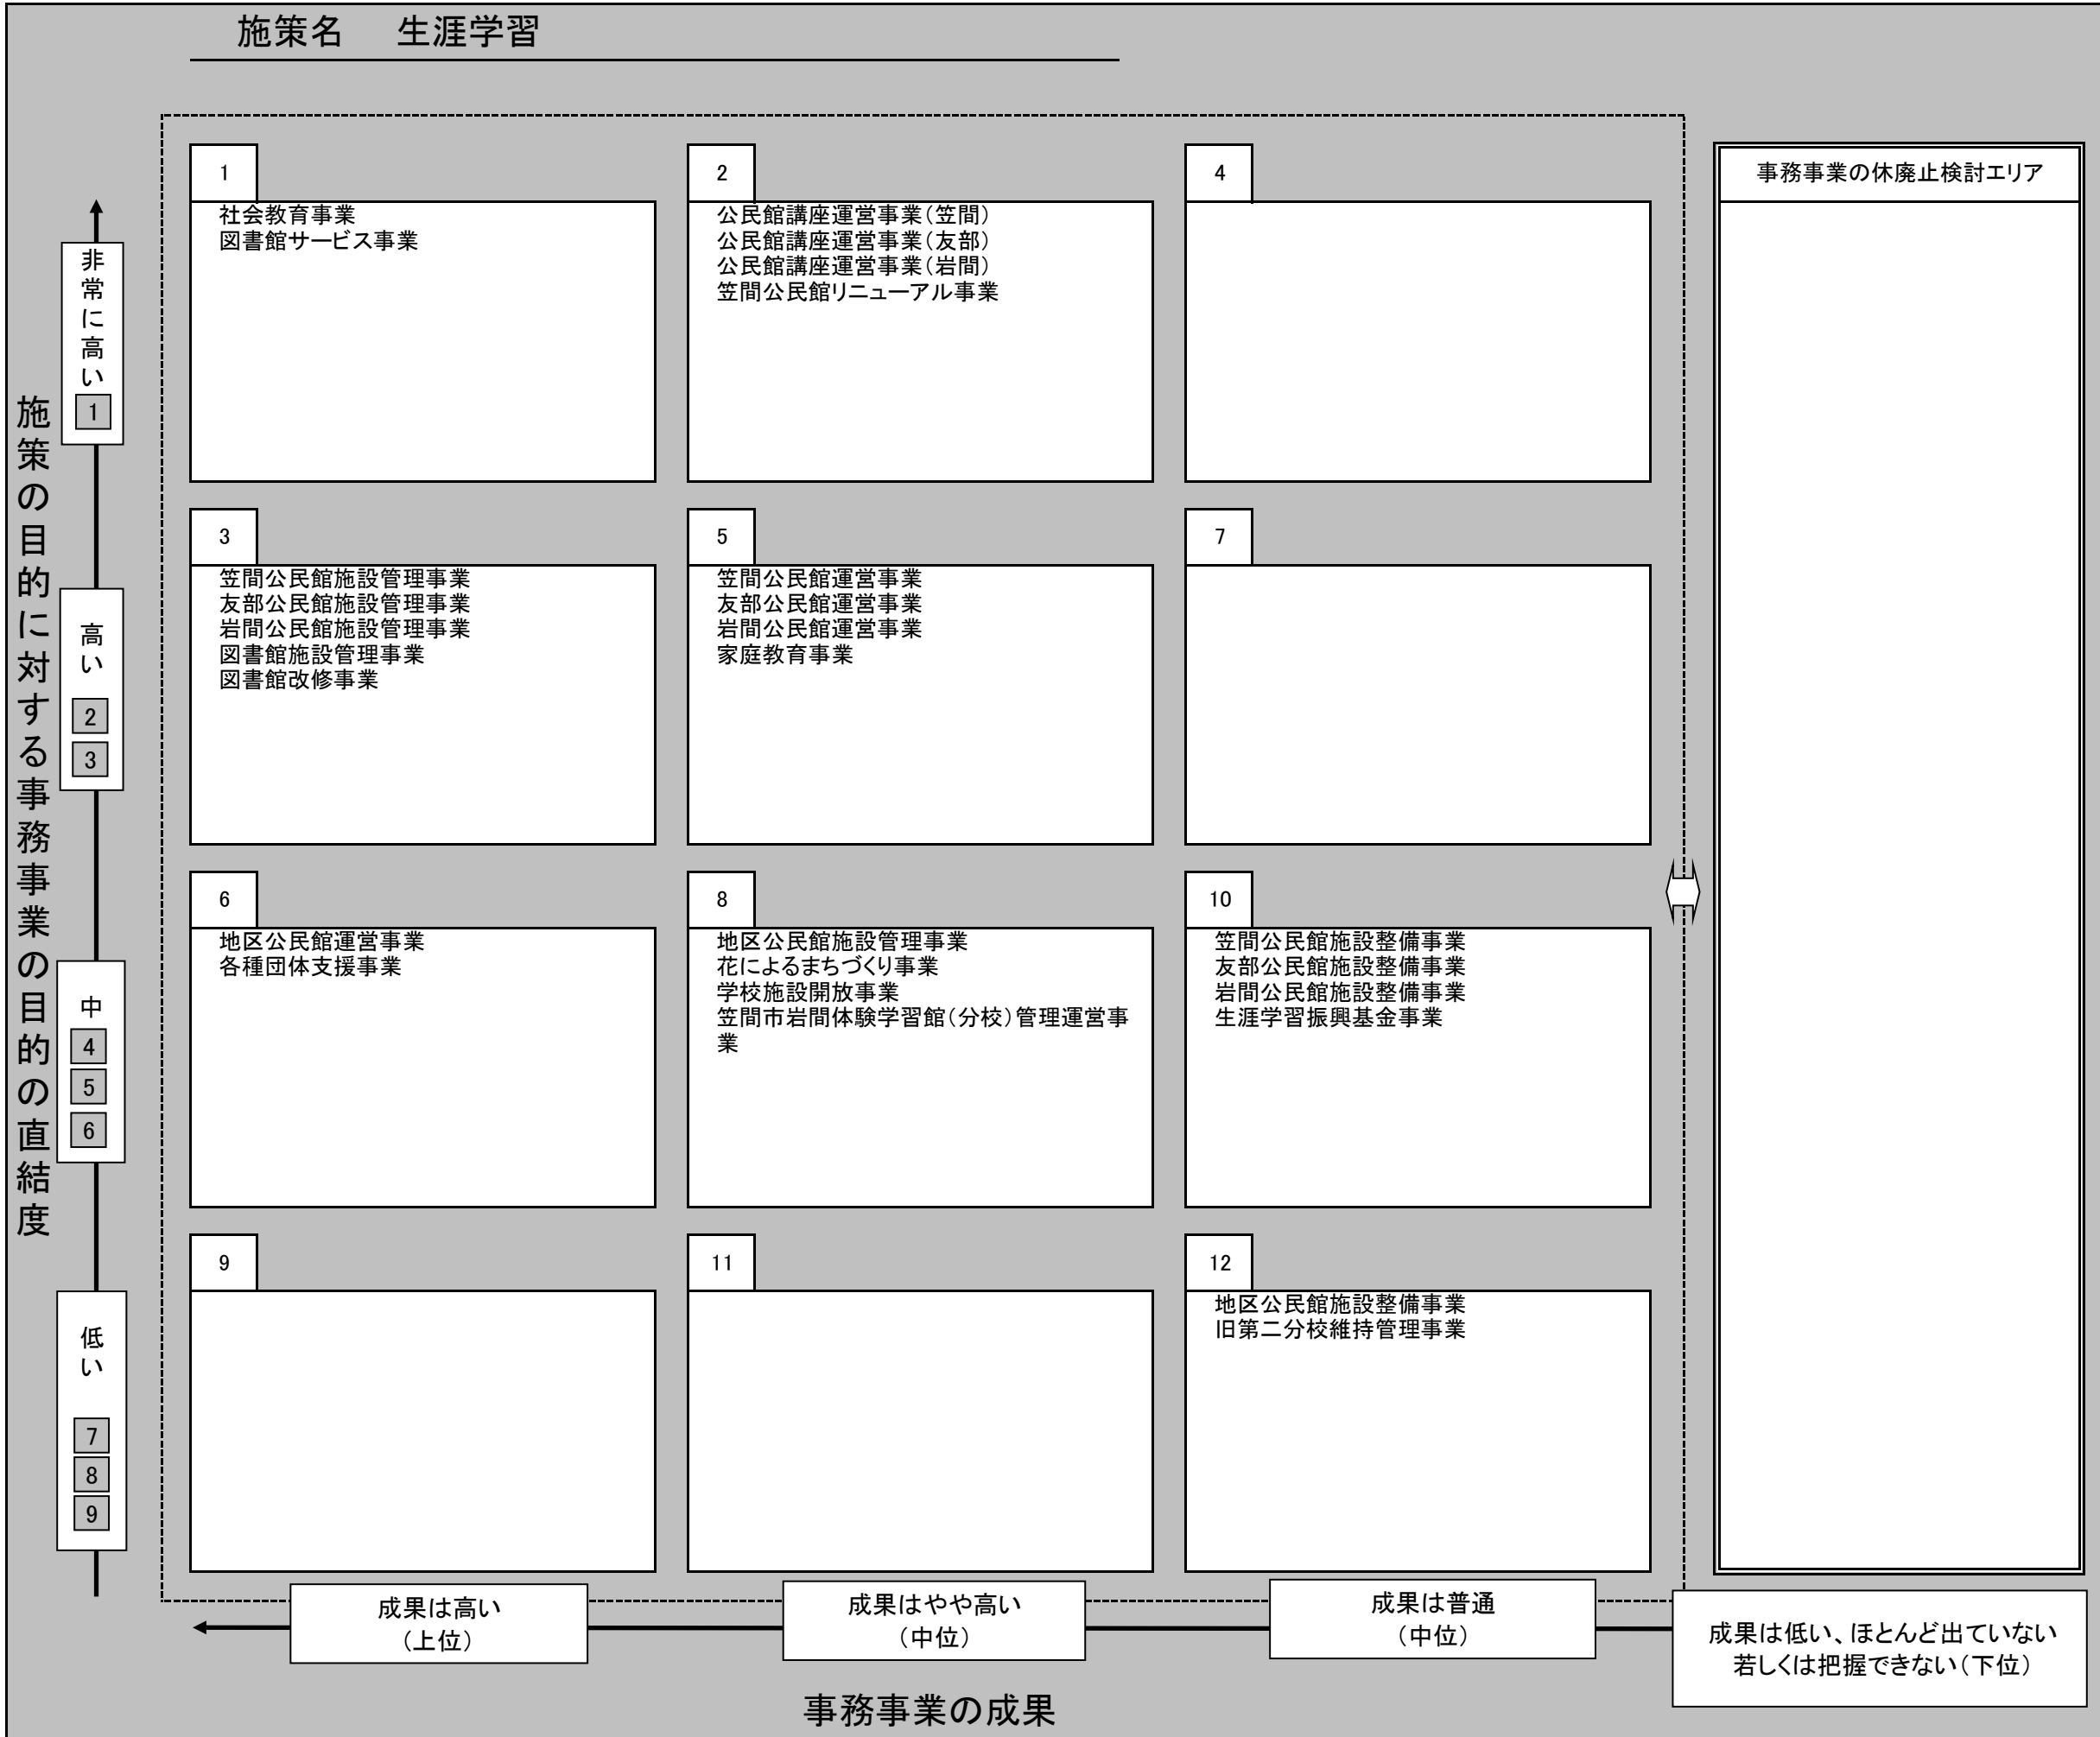 施策名　生涯学習
事務事業の休廃止検討エリア
施策の目的に対する事務事業の目的の直結度
非常に高い
1
1
社会教育事業
図書館サービス事業
2
公民館講座運営事業(笠間)
公民館講座運営事業(友部)
公民館講座運営事業(岩間)
笠間公民館リニューアル事業
4
高い
2
3
3
笠間公民館施設管理事業
友部公民館施設管理事業
岩間公民館施設管理事業
図書館施設管理事業
図書館改修事業
5
笠間公民館運営事業
友部公民館運営事業
岩間公民館運営事業
家庭教育事業
7
中
4
5
6
6
地区公民館運営事業
各種団体支援事業
8
地区公民館施設管理事業
花によるまちづくり事業
学校施設開放事業
笠間市岩間体験学習館(分校)管理運営事
業
10
笠間公民館施設整備事業
友部公民館施設整備事業
岩間公民館施設整備事業
生涯学習振興基金事業
低い
7
8
9
9
11
12
地区公民館施設整備事業
旧第二分校維持管理事業
成果は高い
(上位)
成果はやや高い
(中位)
成果は普通
(中位)
成果は低い、ほとんど出ていない
若しくは把握できない(下位)
事務事業の成果